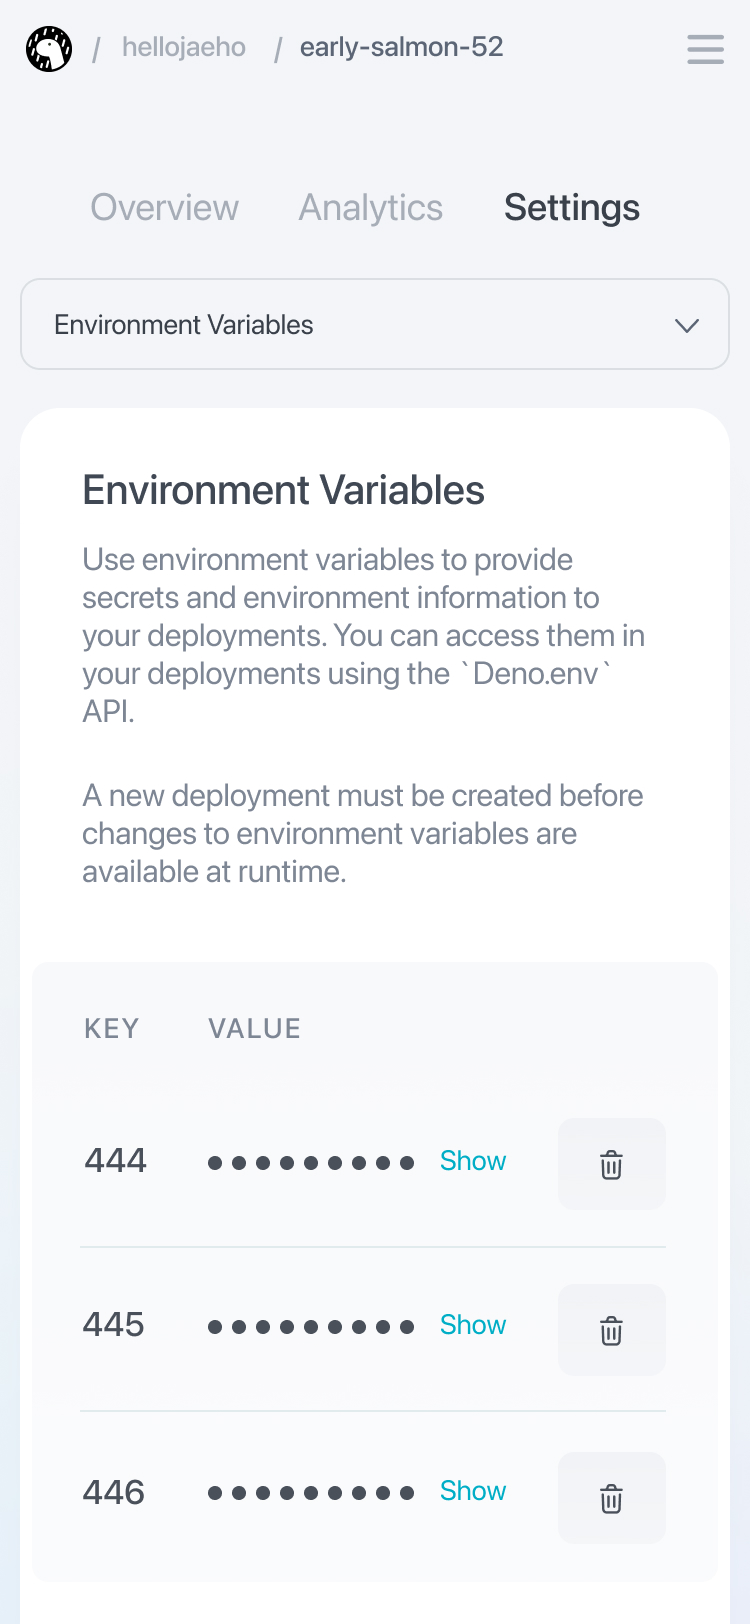 / hellojaeho / early-salmon-52
Overview Analytics Settings
Environment Variables
Environment Variables
Use environment variables to provide
secrets and environment information to
your deployments. You can access them in
your deployments using the `Deno.env`
API.
A new deployment must be created before
changes to environment variables are
available at runtime.
KEY VALUE
444 ••••••••• Show
445 ••••••••• Show
446 ••••••••• Show